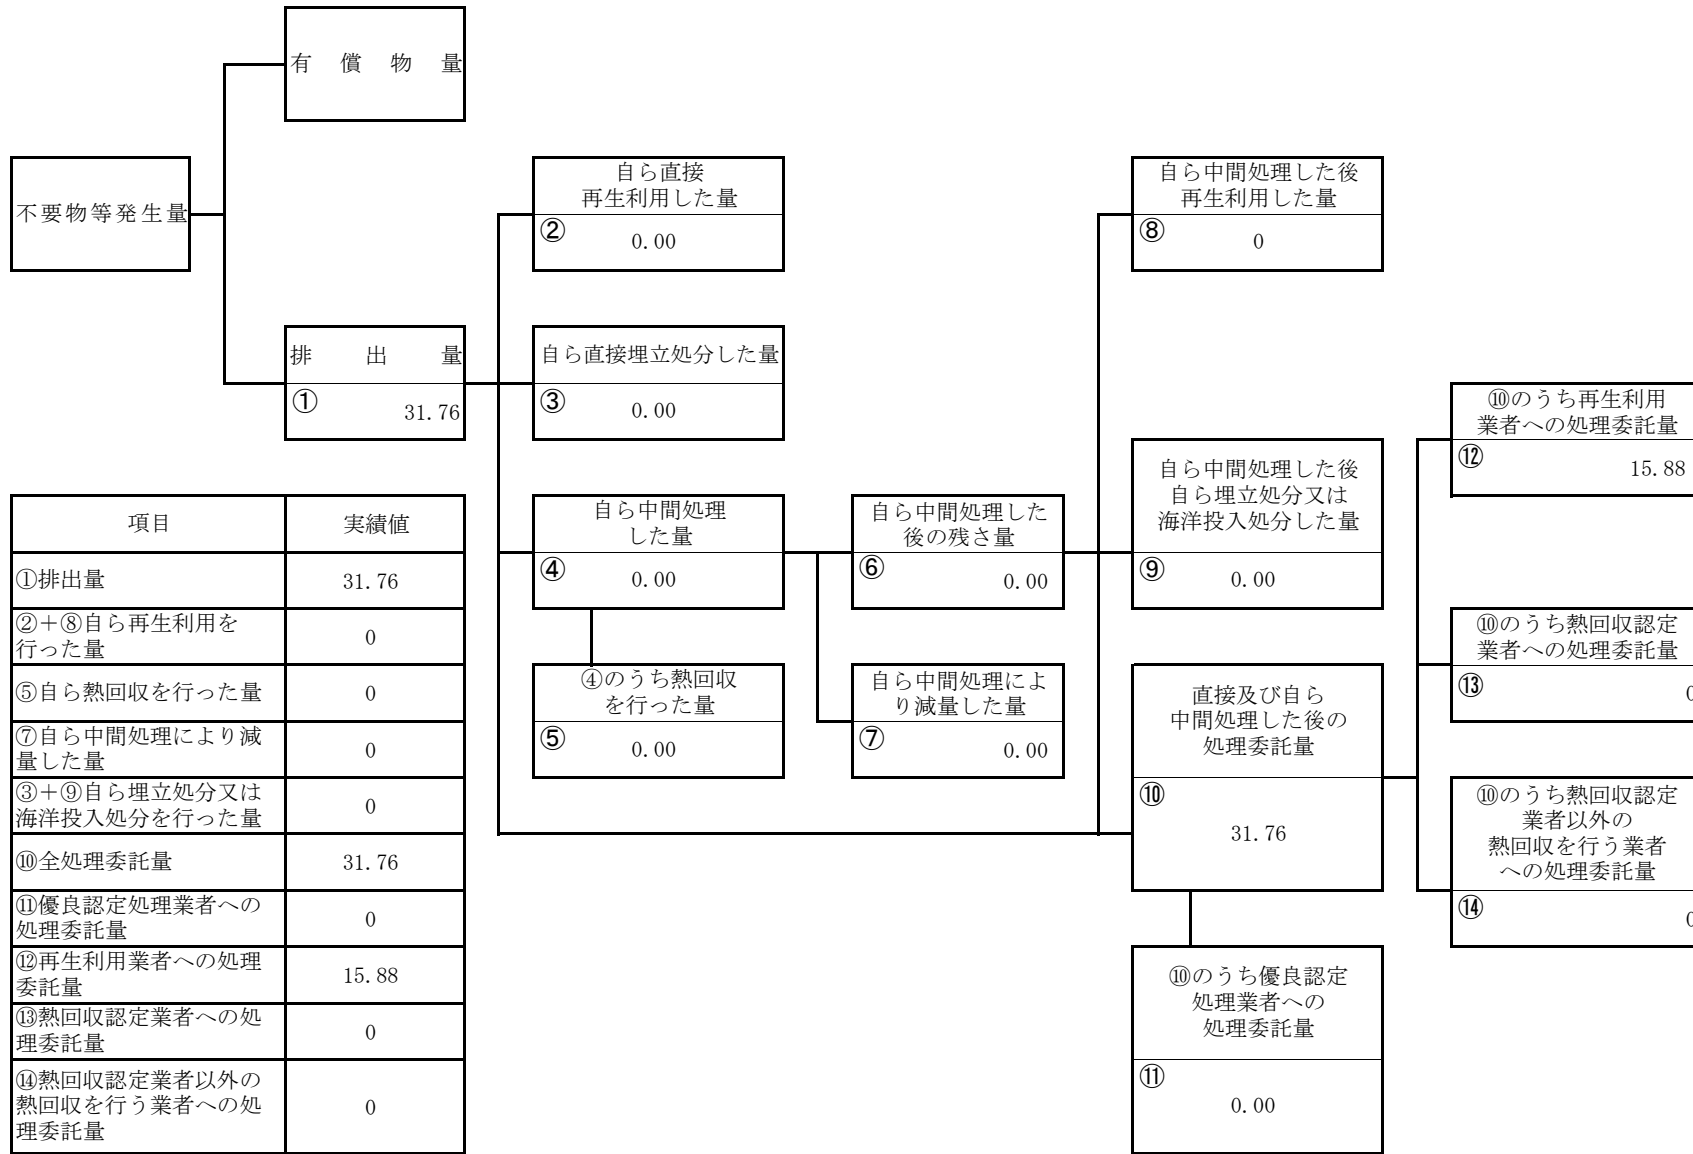 有償物量
不要物等発生量
排出量
① 31.76
自ら直接
再生利用した量
② 0.00
自ら直接埋立処分した量
③ 0.00
自ら中間処理
した量
④ 0.00
④のうち熱回収
を行った量
⑤ 0.00
自ら中間処理した
後の残さ量
⑥ 0.00
自ら中間処理によ
り減量した量
⑦ 0.00
自ら中間処理した後
再生利用した量
⑧ 0
自ら中間処理した後
自ら埋立処分又は
海洋投入処分した量
⑨ 0.00
直接及び自ら
中間処理した後の
処理委託量
⑩
31.76
⑩のうち優良認定
処理業者への
処理委託量
⑪
0.00
⑩のうち再生利用
業者への処理委託量
⑫ 15.88
⑩のうち熱回収認定
業者への処理委託量
⑬ 0
⑩のうち熱回収認定
業者以外の
熱回収を行う業者
への処理委託量
⑭ 0
項目 実績値
①排出量 31.76
②+⑧自ら再生利用を
行った量 0
⑤自ら熱回収を行った量 0
⑦自ら中間処理により減
量した量 0
③+⑨自ら埋立処分又は
海洋投入処分を行った量 0
⑩全処理委託量 31.76
⑪優良認定処理業者への
処理委託量 0
⑫再生利用業者への処理
委託量 15.88
⑬熱回収認定業者への処
理委託量 0
⑭熱回収認定業者以外の
熱回収を行う業者への処
理委託量 0